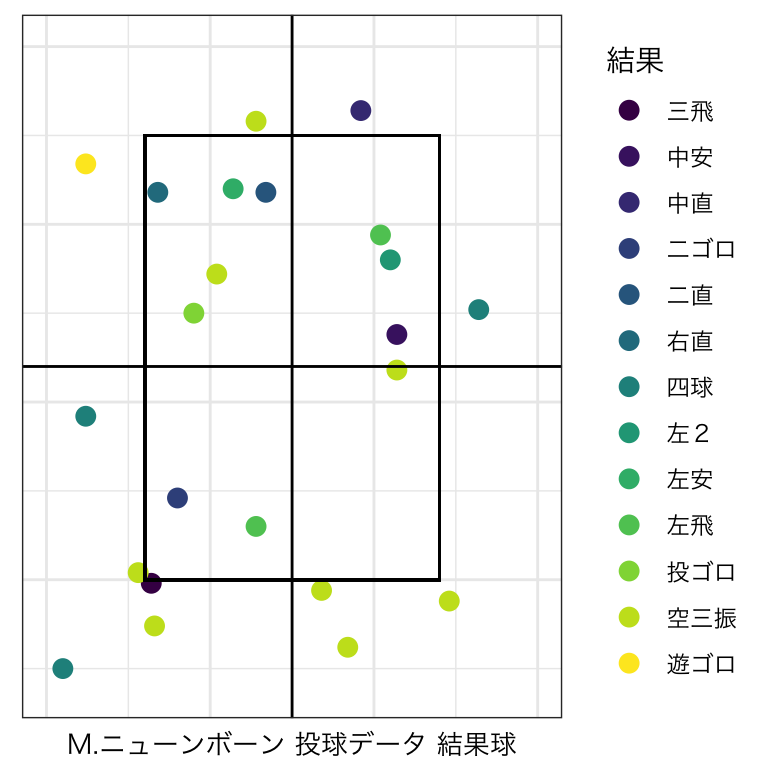 結果
三飛
中安
中直
二ゴロ
二直
右直
四球
左２
左安
左飛
投ゴロ
空三振
遊ゴロ
M.ニューンボーン 投球データ 結果球